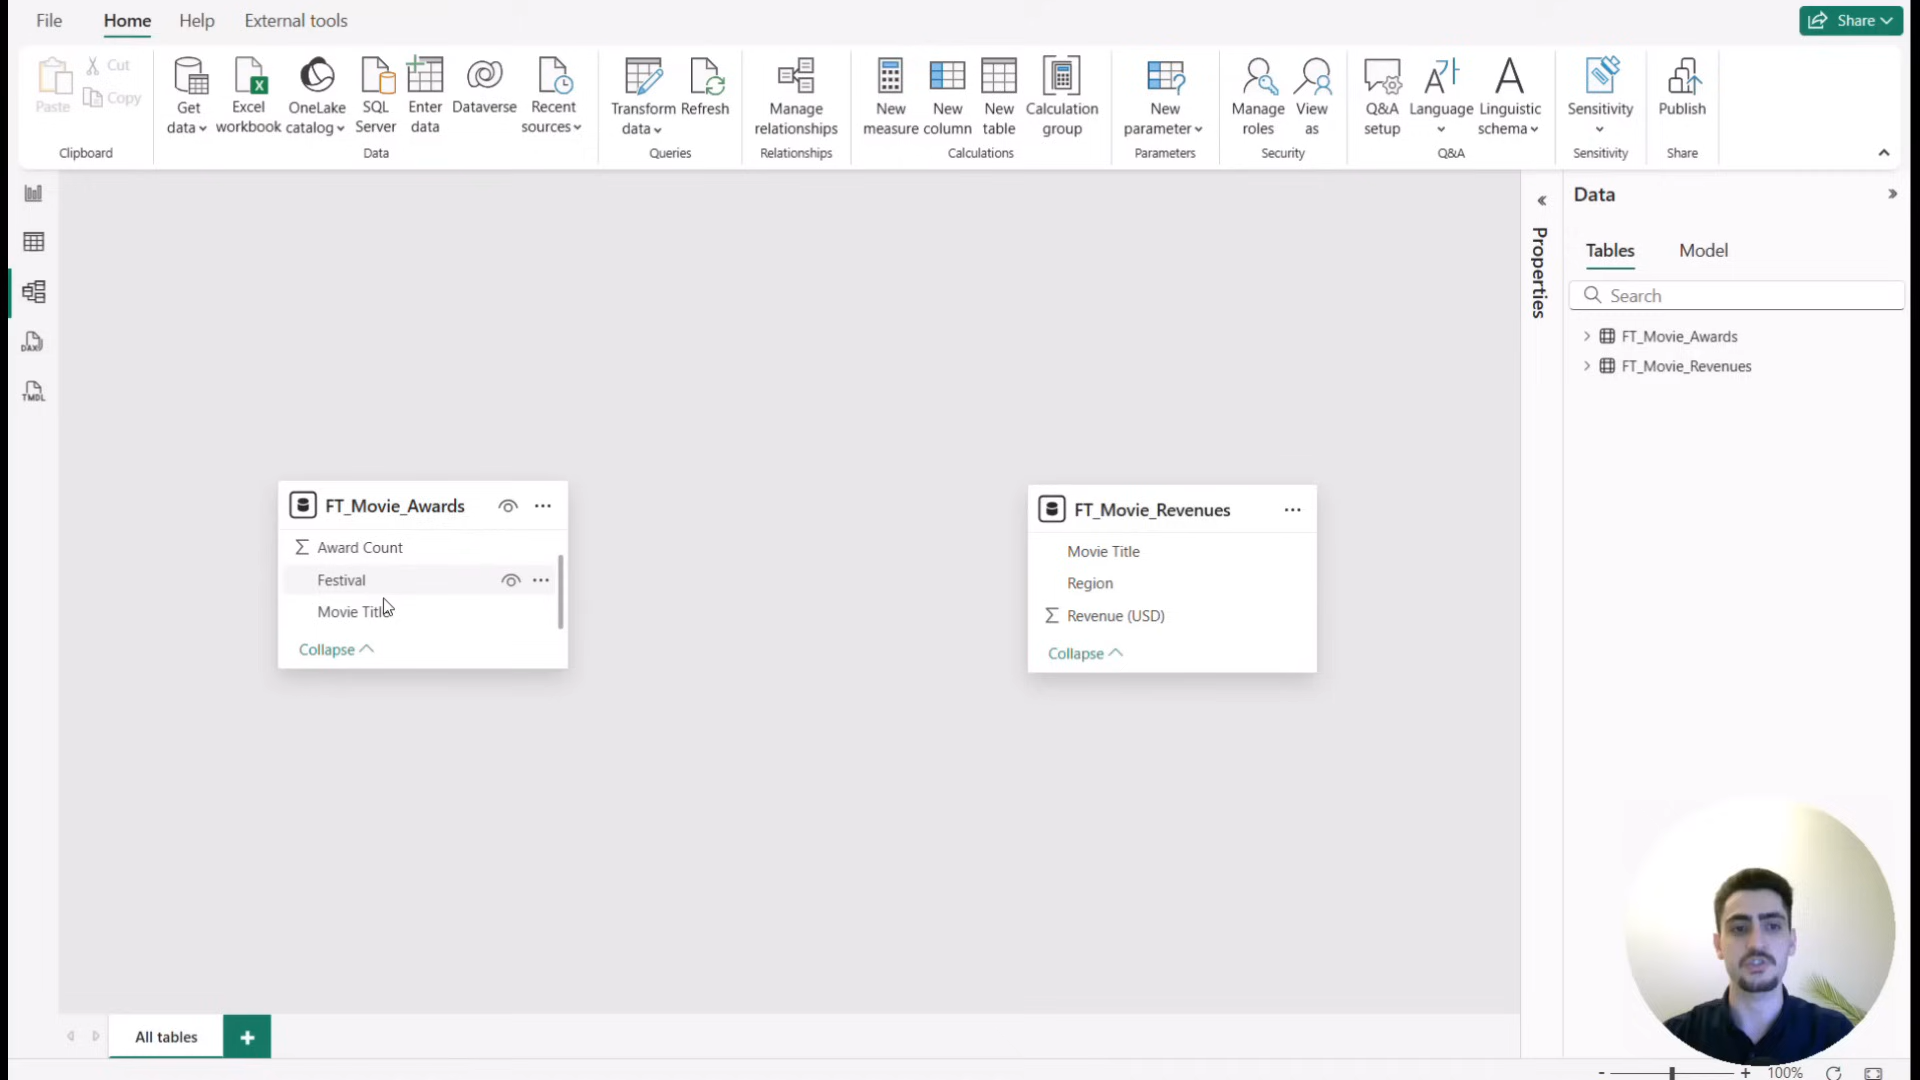 File Home Help External tools Share
Paste Cut Copy
Clipboard
Get data Excel workbook OneLake catalog SQL Server Enter data Dataverse Recent sources
Data
Transform data Refresh
Queries
Manage relationships
Relationships
New measure New column New table Calculation group
Calculations
New parameter
Parameters
Manage roles View as
Security
Q&A setup Language Linguistic schema
Q&A
Sensitivity
Sensitivity
Publish
Share
DAX
TMDL
FT_Movie_Awards
Award Count
Festival
Movie Title
Collapse
FT_Movie_Revenues
Movie Title
Region
Revenue (USD)
Collapse
Properties
Data
Tables Model
Search
FT_Movie_Awards
FT_Movie_Revenues
All tables
100%